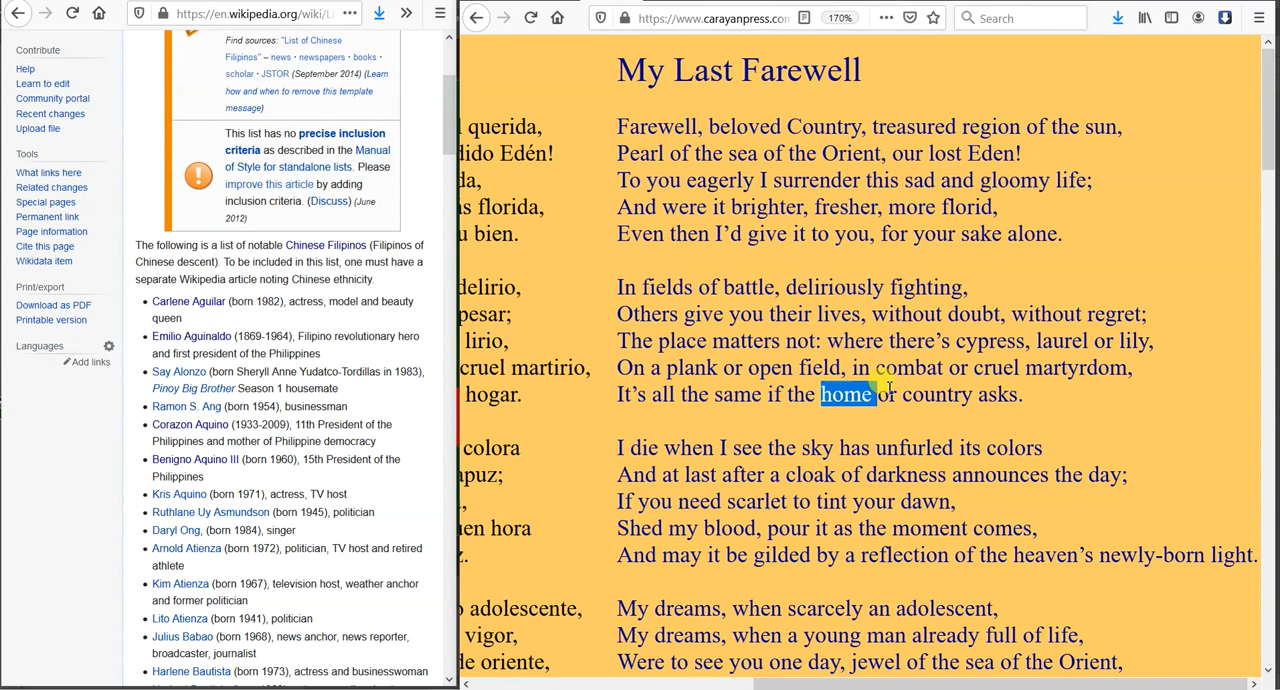 https://en.wikipedia.org/wiki/Li
Contribute
Help
Learn to edit
Community portal
Recent changes
Upload file
Tools
What links here
Related changes
Special pages
Permanent link
Page information
Cite this page
Wikidata item
Print/export
Download as PDF
Printable version
Languages
Add links
Find sources: "List of Chinese
Filipinos" – news · newspapers · books ·
scholar · JSTOR (September 2014) (Learn
how and when to remove this template
message)
This list has no precise inclusion
criteria as described in the Manual
of Style for standalone lists. Please
improve this article by adding
inclusion criteria. (Discuss) (June
2012)
The following is a list of notable Chinese Filipinos (Filipinos of
Chinese descent). To be included in this list, one must have a
separate Wikipedia article noting Chinese ethnicity.
• Carlene Aguilar (born 1982), actress, model and beauty
queen
• Emilio Aguinaldo (1869-1964), Filipino revolutionary hero
and first president of the Philippines
• Say Alonzo (born Sheryll Anne Yudatco-Tordillas in 1983),
Pinoy Big Brother Season 1 housemate
• Ramon S. Ang (born 1954), businessman
• Corazon Aquino (1933-2009), 11th President of the
Philippines and mother of Philippine democracy
• Benigno Aquino III (born 1960), 15th President of the
Philippines
• Kris Aquino (born 1971), actress, TV host
• Ruthlane Uy Asmundson (born 1945), politician
• Daryl Ong, (born 1984), singer
• Arnold Atienza (born 1972), politician, TV host and retired
athlete
• Kim Atienza (born 1967), television host, weather anchor
and former politician
• Lito Atienza (born 1941), politician
• Julius Babao (born 1968), news anchor, news reporter,
broadcaster, journalist
• Harlene Bautista (born 1973), actress and businesswoman
https://www.carayanpress.con
170%
Search
My Last Farewell
querida, Farewell, beloved Country, treasured region of the sun,
dido Edén! Pearl of the sea of the Orient, our lost Eden!
da, To you eagerly I surrender this sad and gloomy life;
s florida, And were it brighter, fresher, more florid,
u bien. Even then I'd give it to you, for your sake alone.
delirio, In fields of battle, deliriously fighting,
pesar; Others give you their lives, without doubt, without regret;
lirio, The place matters not: where there's cypress, laurel or lily,
cruel martirio, On a plank or open field, in combat or cruel martyrdom,
hogar. It's all the same if the home or country asks.
colora I die when I see the sky has unfurled its colors
apuz; And at last after a cloak of darkness announces the day;
If you need scarlet to tint your dawn,
uen hora Shed my blood, pour it as the moment comes,
z. And may it be gilded by a reflection of the heaven's newly-born light.
o adolescente, My dreams, when scarcely an adolescent,
vigor, My dreams, when a young man already full of life,
de oriente, Were to see you one day, jewel of the sea of the Orient,